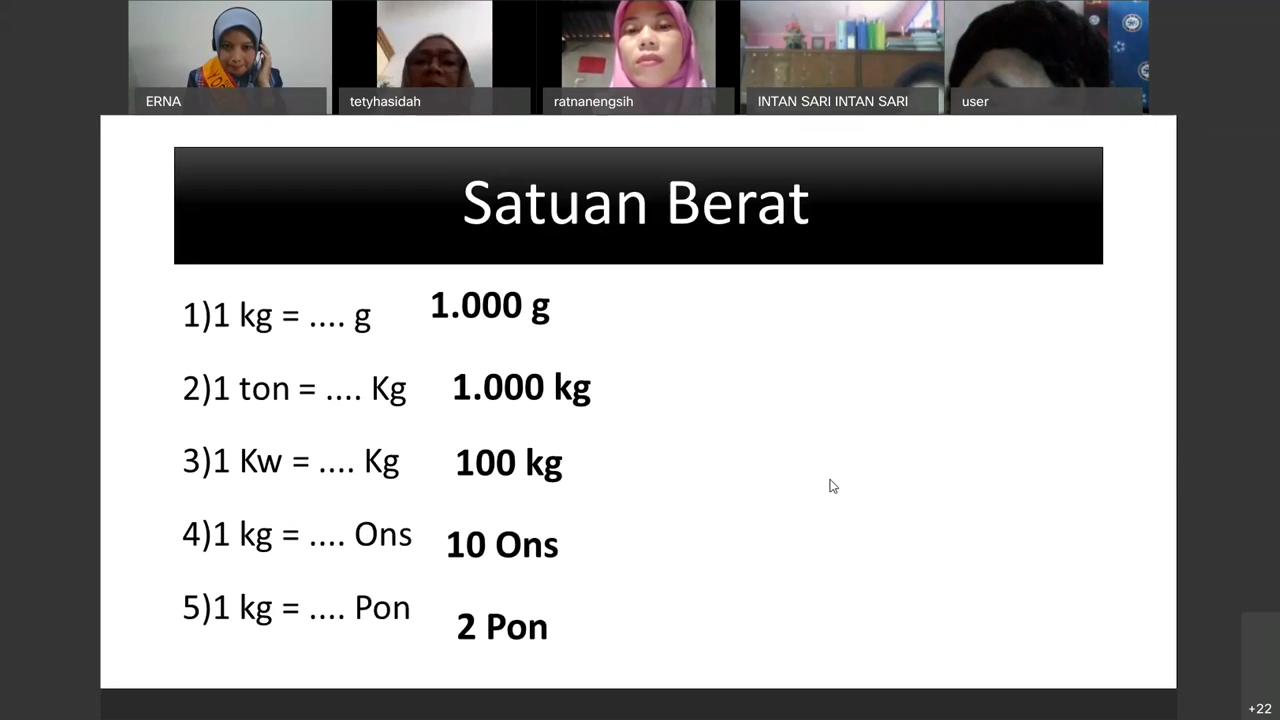 ERNA
tetyhasidah
ratnanengsih
INTAN SARI INTAN SARI
user
Satuan Berat
1)1 kg = .... g 1.000 g
2)1 ton = .... Kg 1.000 kg
3)1 Kw = .... Kg 100 kg
4)1 kg = .... Ons 10 Ons
5)1 kg = .... Pon 2 Pon
+22